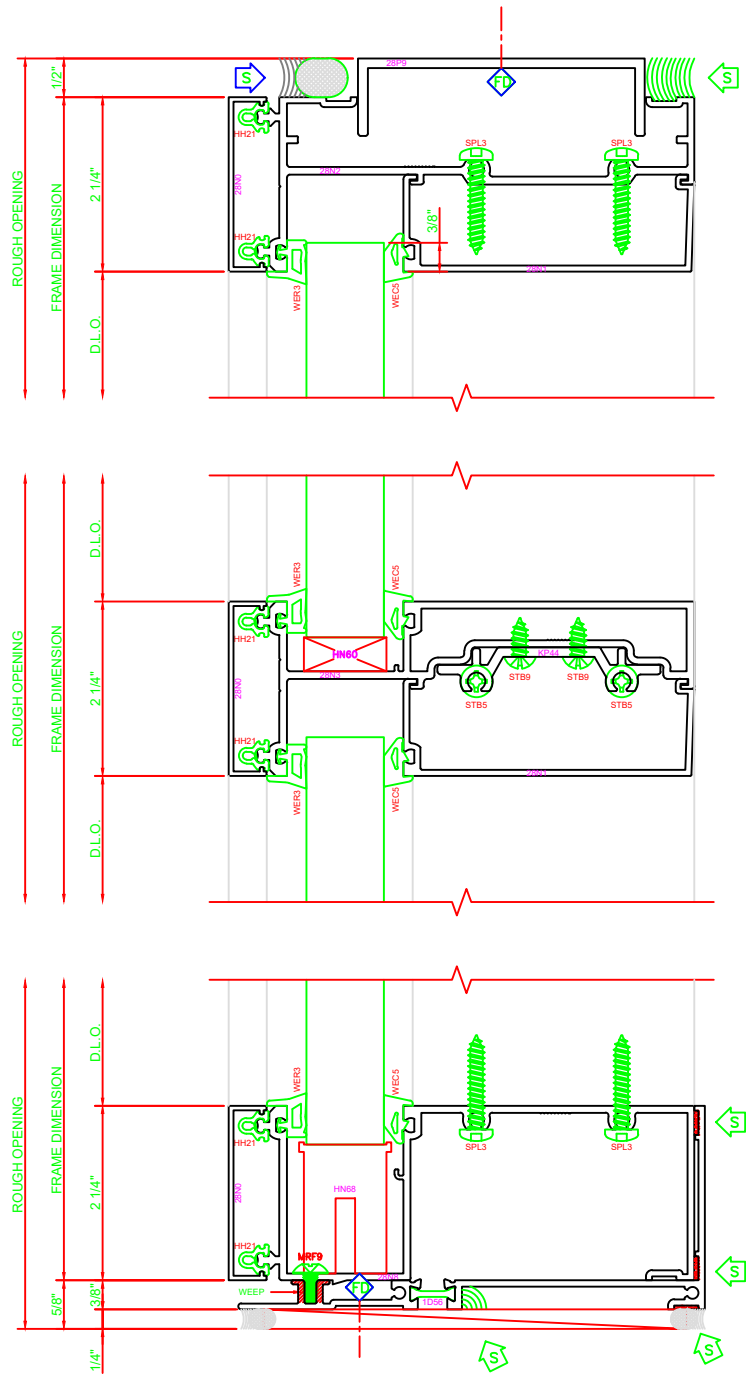 ROUGH OPENING
FRAME DIMENSION
1/2"
2 1/4"
D.L.O.
S
28P9
FD
S
HH21
28N0
28N2
SPL3
SPL3
HH21
3/8"
WER3
WEC5
28N1
ROUGH OPENING
FRAME DIMENSION
D.L.O.
2 1/4"
D.L.O.
WER3
WEC5
HH21
28N0
HN60
28N3
KP44
STB9
STB9
STB5
STB5
HH21
WER3
WEC5
28N1
ROUGH OPENING
FRAME DIMENSION
D.L.O.
2 1/4"
5/8"
3/8"
1/4"
WER3
WEC5
HH21
28N0
SPL3
SPL3
S
HN68
HH21
MRF9
28N8
S
WEEP
FD
1D56
S
S